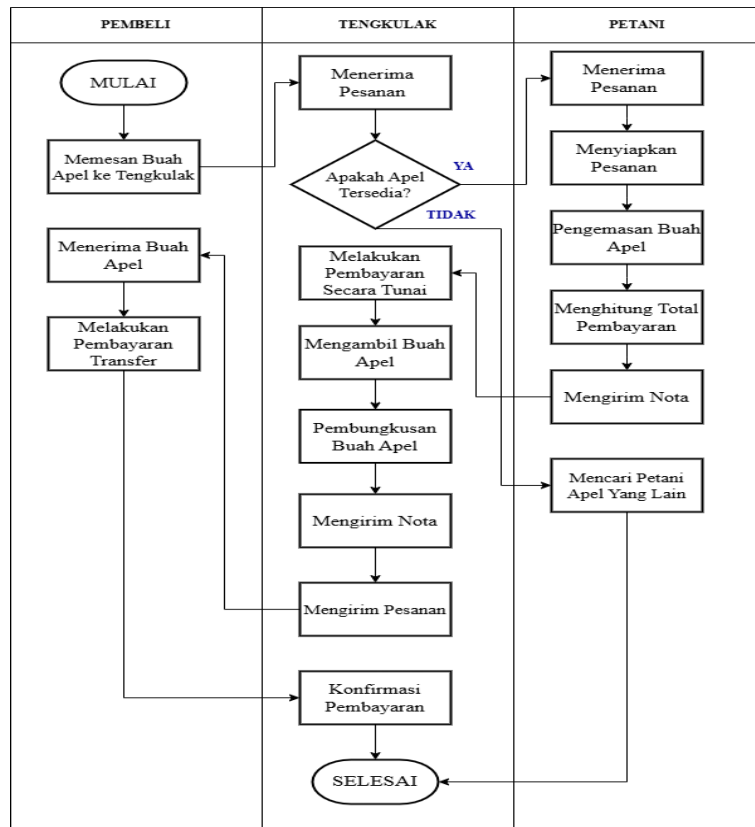 PEMBELI
TENGKULAK
PETANI
MULAI
Memesan Buah
Apel ke Tengkulak
Menerima
Pesanan
Apakah Apel
Tersedia?
YA
TIDAK
Menerima
Pesanan
Menyiapkan
Pesanan
Pengemasan Buah
Apel
Menghitung Total
Pembayaran
Mengirim Nota
Melakukan
Pembayaran
Secara Tunai
Mengambil Buah
Apel
Pembungkusan
Buah Apel
Mengirim Nota
Mengirim Pesanan
Menerima Buah
Apel
Melakukan
Pembayaran
Transfer
Mencari Petani
Apel Yang Lain
Konfirmasi
Pembayaran
SELESAI